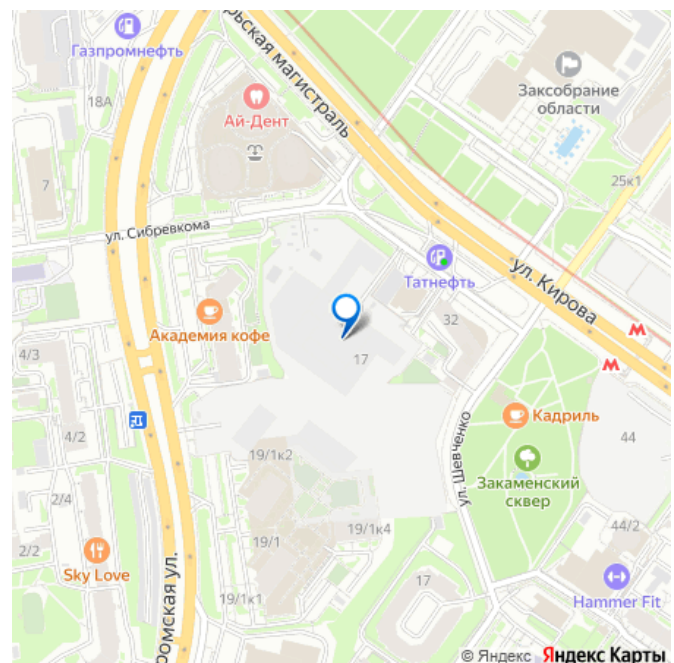 Газпромнефть
18А
рьская магистраль
Ай-Дент
Заксобрание
области
7
25к1
ул. Сибревкома
Татнефть
ул. Кирова
Академия кофе
32
4/3
17
Кадриль
ул. Шевченко
44
4/2
19/1к2
Закаменский
сквер
2/4
2/2
19/1
19/1к4
44/2
Sky Love
17
Hammer Fit
19/1к1
ромская ул.
© Яндекс Яндекс Карты